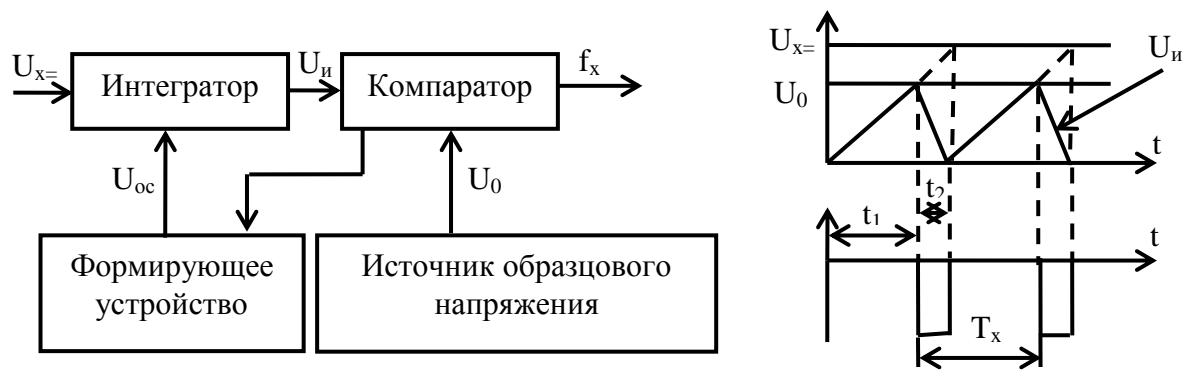 Uх=
Интегратор
Uи
Компаратор
fх
Uос
U0
Формирующее
устройство
Источник образцового
напряжения
Uх=
U0
Uи
t
t1
t2
t
Tх